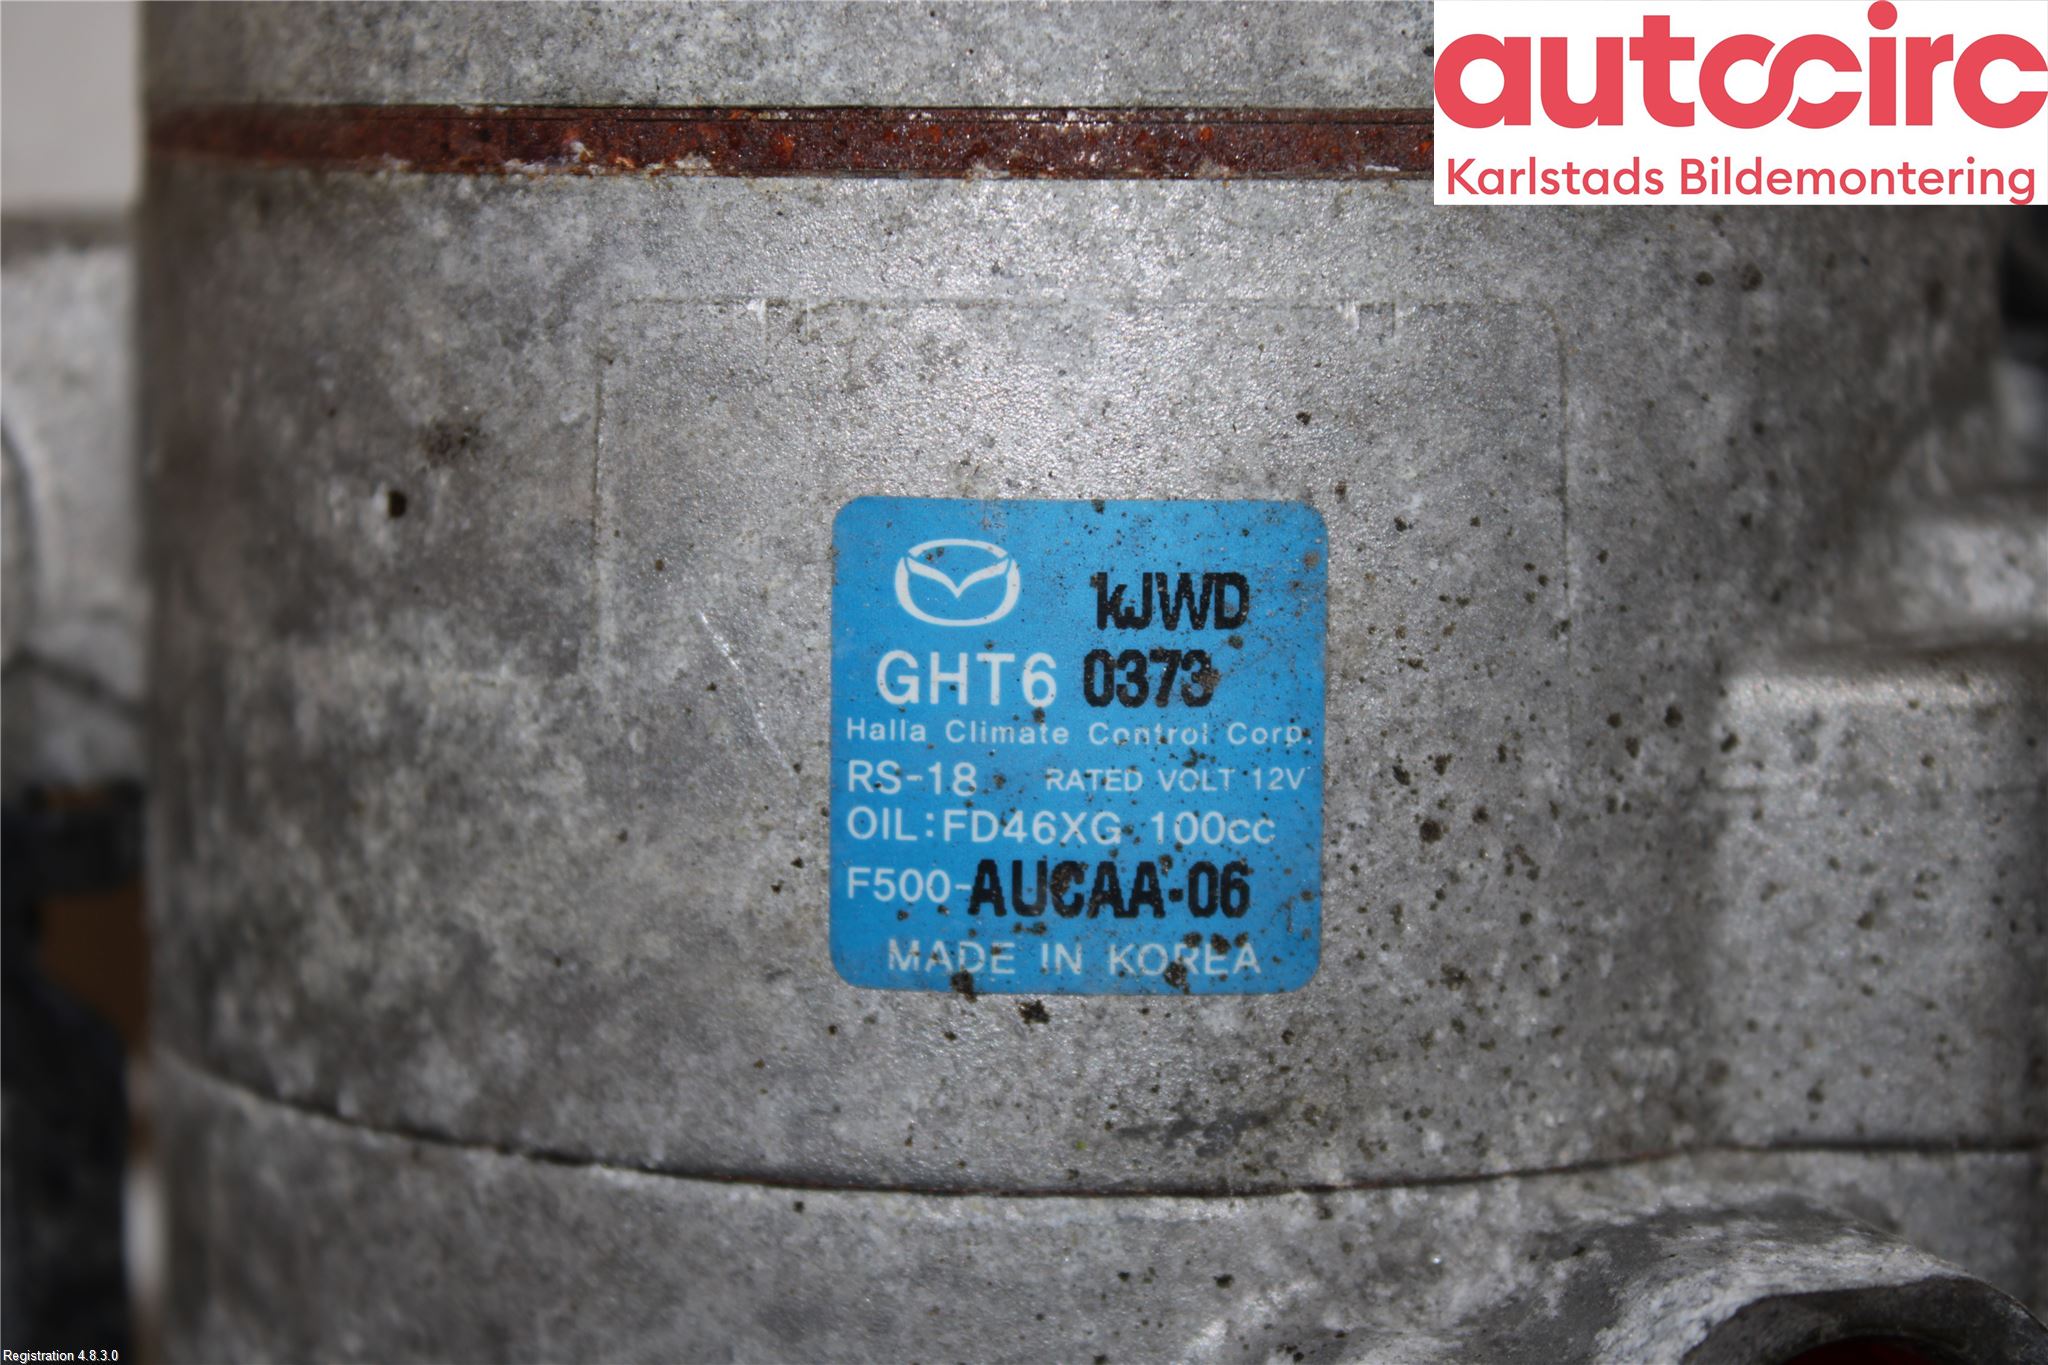 autocirc
Karlstads Bildemontering
kJWD
GHT6 0373
Halla Climate Control Corp.
RS-18 RATED VOLT 12V
OIL:FD46XG 100cc
F500-AUCAA-06
MADE IN KOREA
Registration 4.8.3.0